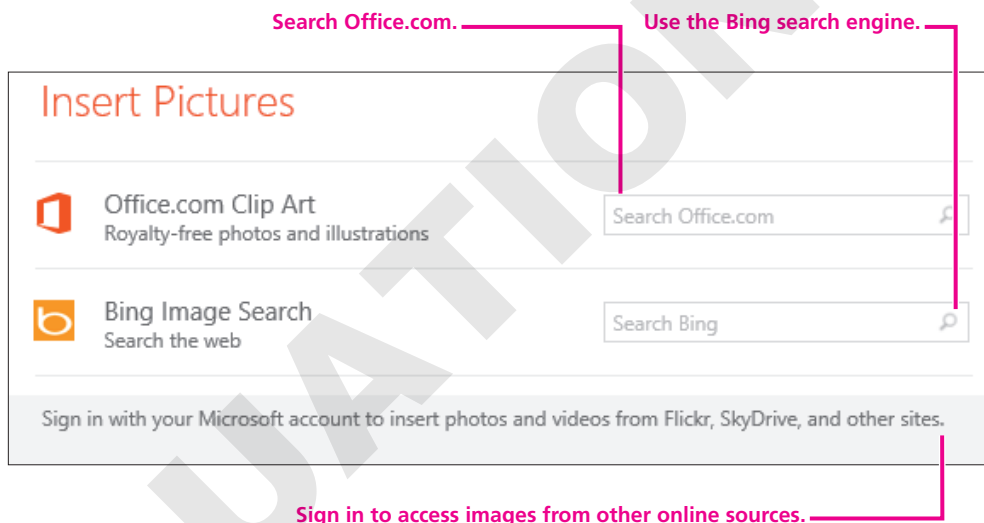 Search Office.com.
Use the Bing search engine.
Insert Pictures
Office.com Clip Art
Royalty-free photos and illustrations
Search Office.com
Bing Image Search
Search the web
Search Bing
Sign in with your Microsoft account to insert photos and videos from Flickr, SkyDrive, and other sites.
Sign in to access images from other online sources.
UATION